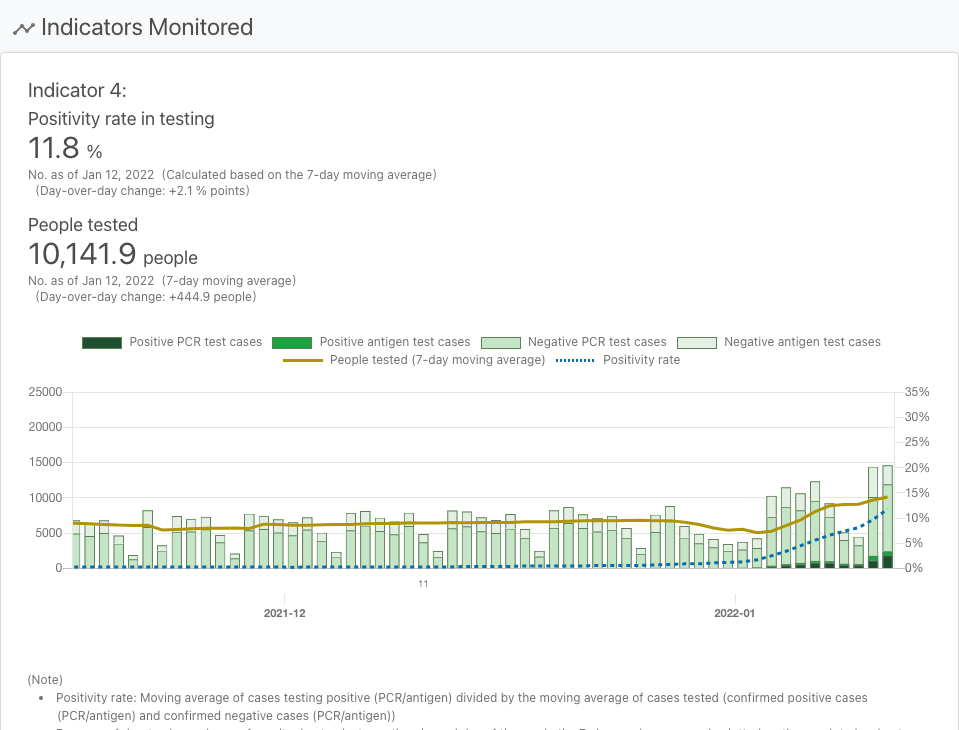 Indicators Monitored
Indicator 4:
Positivity rate in testing
11.8 %
No. as of Jan 12, 2022 (Calculated based on the 7-day moving average)
(Day-over-day change: +2.1 % points)
People tested
10,141.9 people
No. as of Jan 12, 2022 (7-day moving average)
(Day-over-day change: +444.9 people)
Positive PCR test cases Positive antigen test cases Negative PCR test cases Negative antigen test cases
People tested (7-day moving average) Positivity rate
25000 35%
30%
20000
25%
15000 20%
15%
10000
10%
5000
5%
0 0%
11
2021-12 2022-01
(Note)
• Positivity rate: Moving average of cases testing positive (PCR/antigen) divided by the moving average of cases tested (confirmed positive cases
(PCR/antigen) and confirmed negative cases (PCR/antigen))